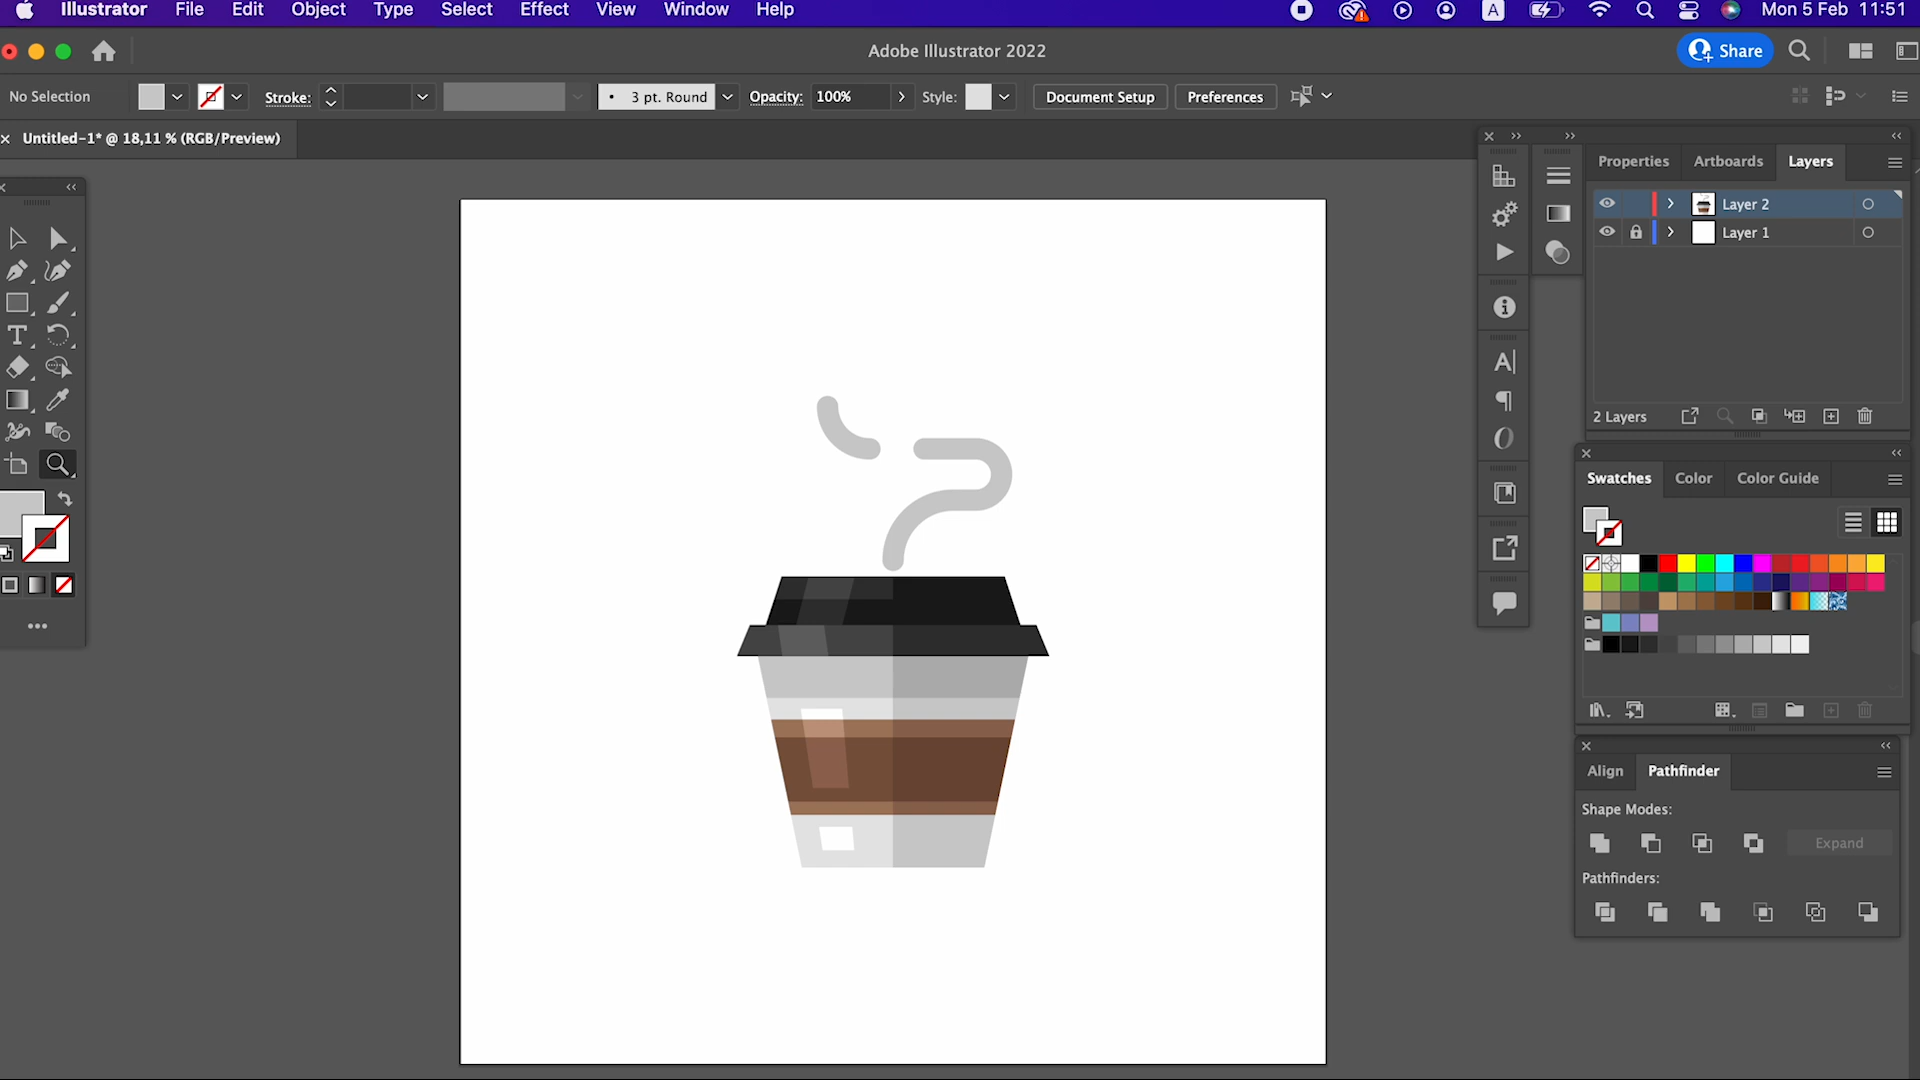 Illustrator File Edit Object Type Select Effect View Window Help A Mon 5 Feb 11:51
Adobe Illustrator 2022
Share
No Selection
Stroke:
3 pt. Round
Opacity: 100%
Style:
Document Setup
Preferences
Untitled-1* @ 18,11 % (RGB/Preview)
Properties Artboards Layers
Layer 2
Layer 1
2 Layers
Swatches Color Color Guide
Align Pathfinder
Shape Modes:
Expand
Pathfinders: